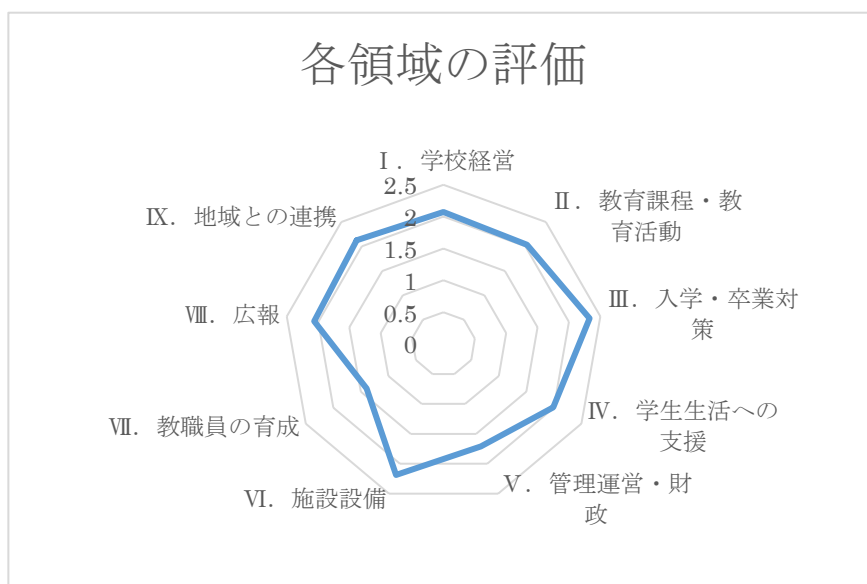 各領域の評価
Ⅰ．学校経営
Ⅱ．教育課程・教
育活動
Ⅲ．入学・卒業対
策
Ⅳ．学生生活への
支援
Ⅴ．管理運営・財
政
Ⅵ．施設設備
Ⅶ．教職員の育成
Ⅷ．広報
Ⅸ．地域との連携
2.5
2
1.5
1
0.5
0